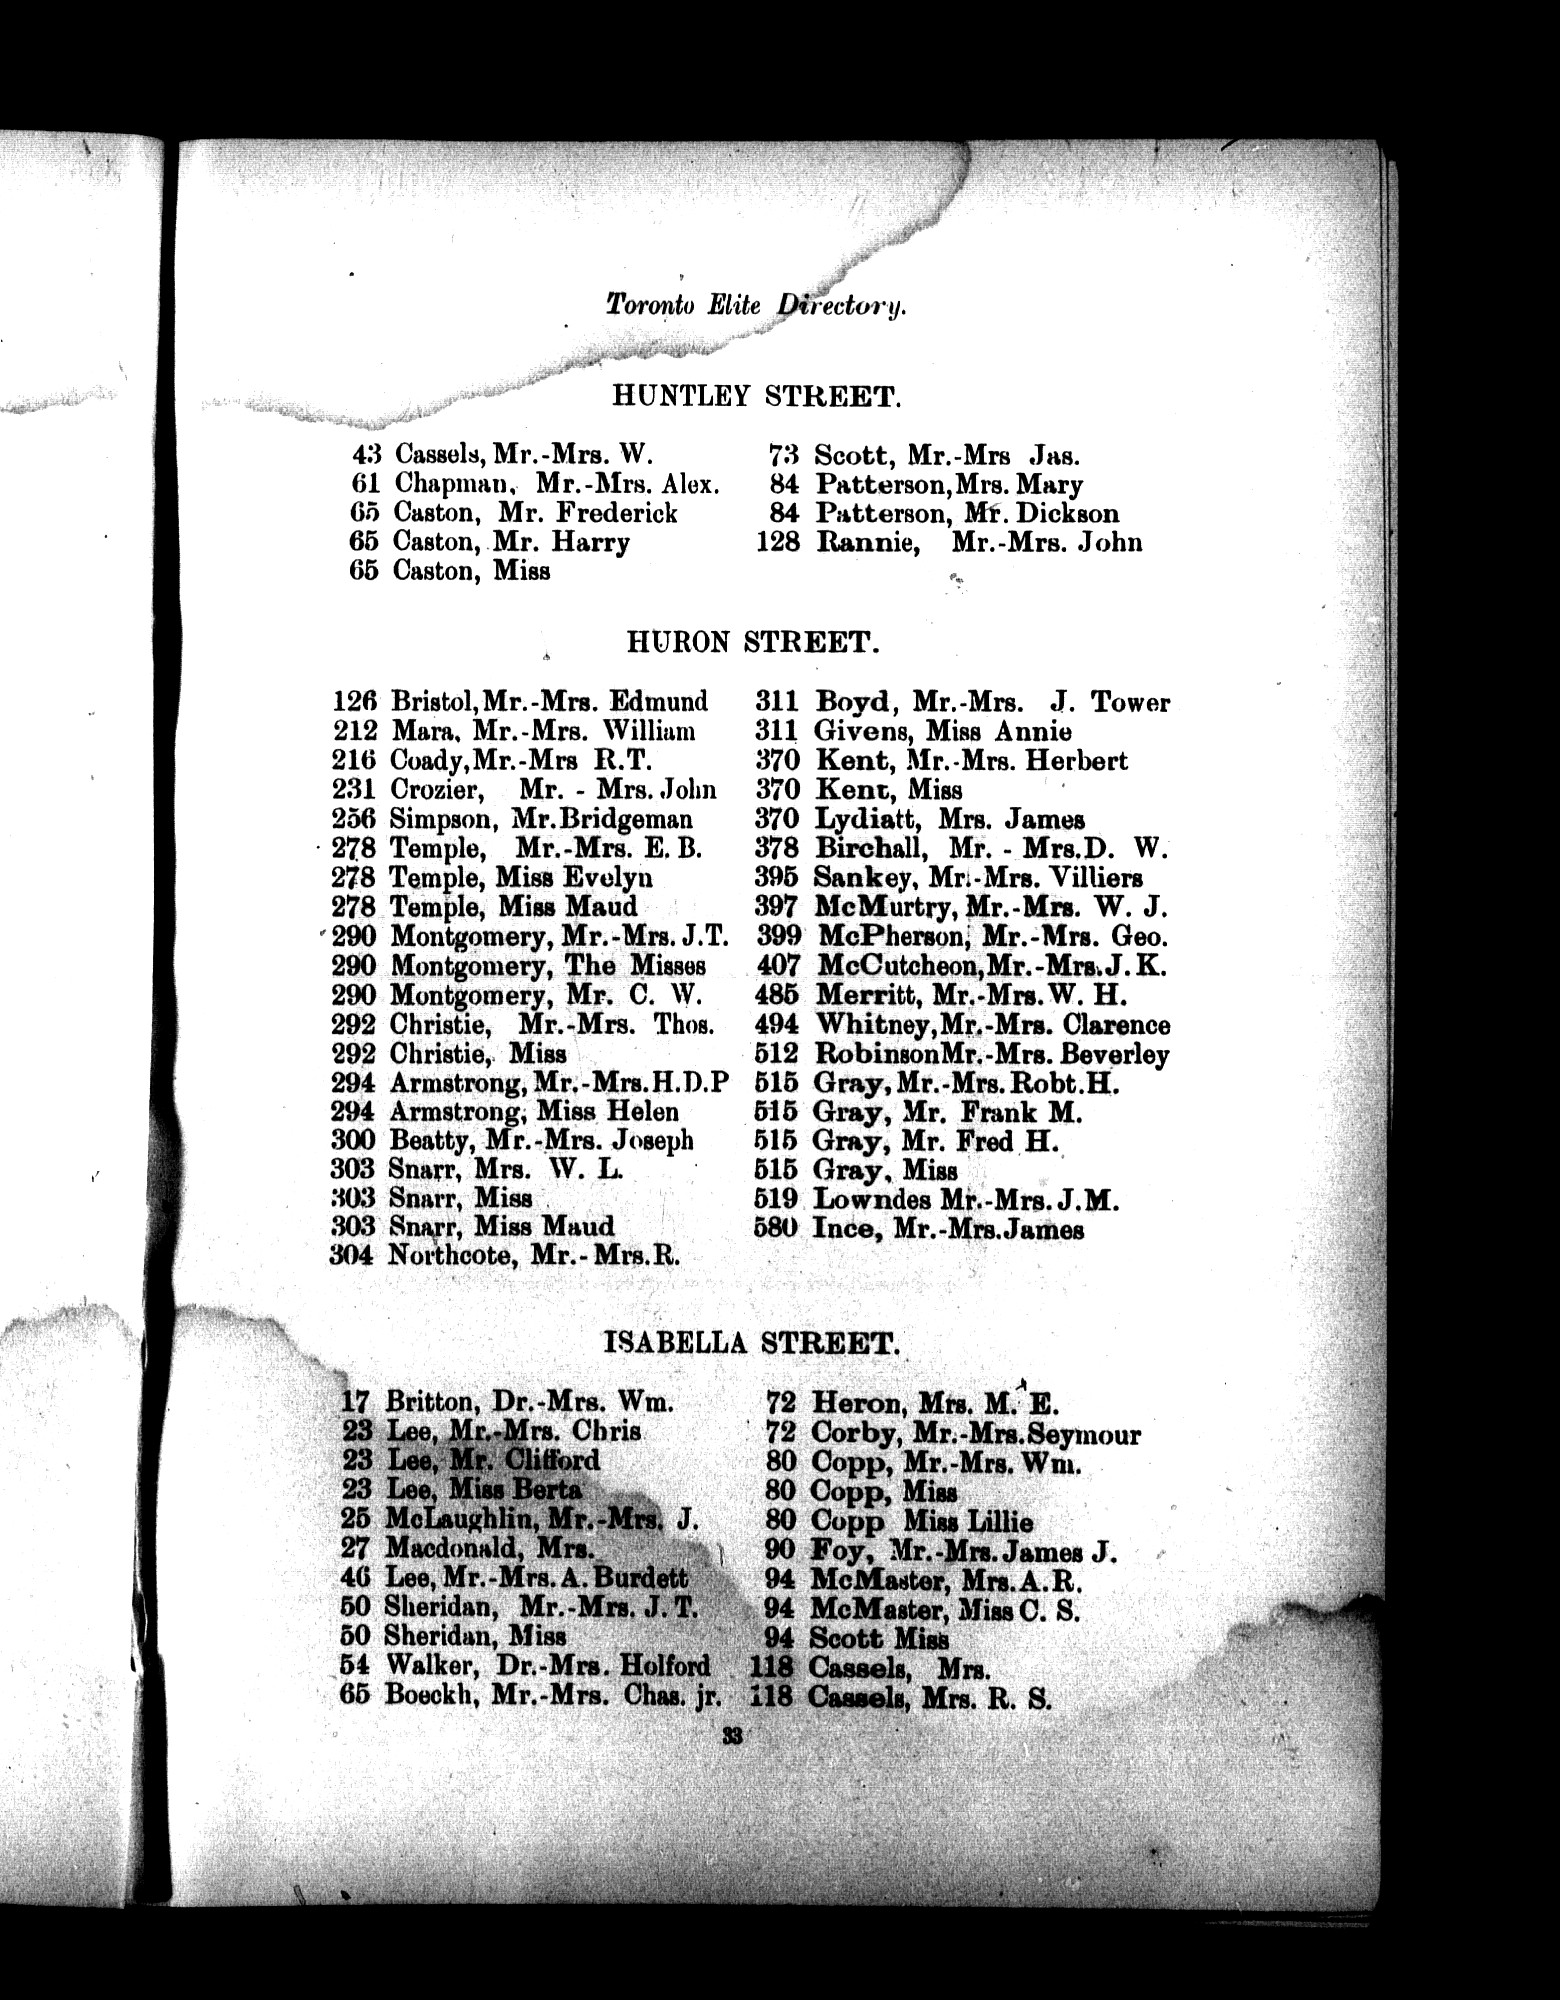 Toronto Elite Directory.
HUNTLEY STREET.
43 Cassels, Mr.-Mrs. W.
61 Chapman, Mr.-Mrs. Alex.
65 Caston, Mr. Frederick
65 Caston, Mr. Harry
65 Caston, Miss
73 Scott, Mr.-Mrs Jas.
84 Patterson, Mrs. Mary
84 Patterson, Mr. Dickson
128 Rannie, Mr.-Mrs. John
HURON STREET.
126 Bristol, Mr.-Mrs. Edmund
212 Mara, Mr.-Mrs. William
216 Coady, Mr.-Mrs R.T.
231 Crozier, Mr. - Mrs. John
256 Simpson, Mr. Bridgeman
278 Temple, Mr.-Mrs. E. B.
278 Temple, Miss Evelyn
278 Temple, Miss Maud
290 Montgomery, Mr.-Mrs. J.T.
290 Montgomery, The Misses
290 Montgomery, Mr. C. W.
292 Christie, Mr.-Mrs. Thos.
292 Christie, Miss
294 Armstrong, Mr.-Mrs. H.D.P
294 Armstrong, Miss Helen
300 Beatty, Mr.-Mrs. Joseph
303 Snarr, Mrs. W. L.
303 Snarr, Miss
303 Snarr, Miss Maud
304 Northcote, Mr.-Mrs. R.
311 Boyd, Mr.-Mrs. J. Tower
311 Givens, Miss Annie
370 Kent, Mr.-Mrs. Herbert
370 Kent, Miss
370 Lydiatt, Mrs. James
378 Birchall, Mr. - Mrs. D. W.
395 Sankey, Mr.-Mrs. Villiers
397 McMurtry, Mr.-Mrs. W. J.
399 McPherson, Mr.-Mrs. Geo.
407 McCutcheon, Mr.-Mrs. J. K.
485 Merritt, Mr.-Mrs. W. H.
494 Whitney, Mr.-Mrs. Clarence
512 Robinson Mr.-Mrs. Beverley
515 Gray, Mr.-Mrs. Robt. H.
515 Gray, Mr. Frank M.
515 Gray, Mr. Fred H.
515 Gray, Miss
519 Lowndes Mr.-Mrs. J.M.
580 Ince, Mr.-Mrs. James
ISABELLA STREET.
17 Britton, Dr.-Mrs. Wm.
23 Lee, Mr.-Mrs. Chris
23 Lee, Mr. Clifford
23 Lee, Miss Berta
25 McLaughlin, Mr.-Mrs. J.
27 Macdonald, Mrs.
46 Lee, Mr.-Mrs. A. Burdett
50 Sheridan, Mr.-Mrs. J. T.
50 Sheridan, Miss
54 Walker, Dr.-Mrs. Holford
65 Boeckh, Mr.-Mrs. Chas. jr.
72 Heron, Mrs. M. E.
72 Corby, Mr.-Mrs. Seymour
80 Copp, Mr.-Mrs. Wm.
80 Copp, Miss
80 Copp Miss Lillie
90 Foy, Mr.-Mrs. James J.
94 McMaster, Mrs. A. R.
94 McMaster, Miss C. S.
94 Scott Miss
118 Cassels, Mrs.
118 Cassels, Mrs. R. S.
33